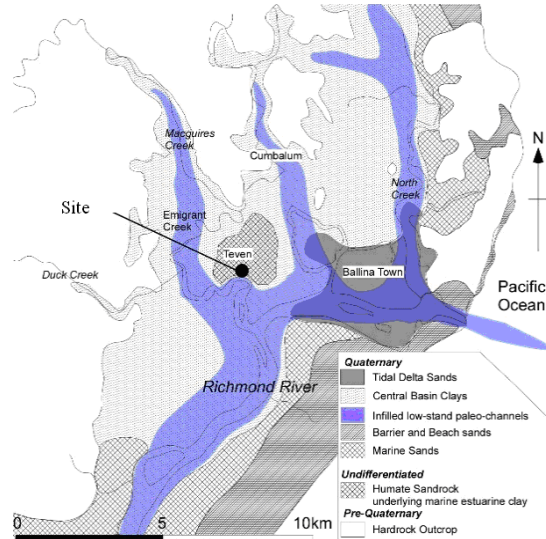 Macquires
Creek
Cumbalum
Site
North
Creek
N
Emigrant
Creek
Teven
Duck Creek
Ballina Town
Pacific
Ocean
Richmond River
Quaternary
Tidal Delta Sands
Central Basin Clays
Infilled low-stand paleo-channels
Barrier and Beach sands
Marine Sands
Undifferentiated
Humate Sandrock
underlying marine estuarine clay
Pre-Quaternary
Hardrock Outcrop
0
5
10km